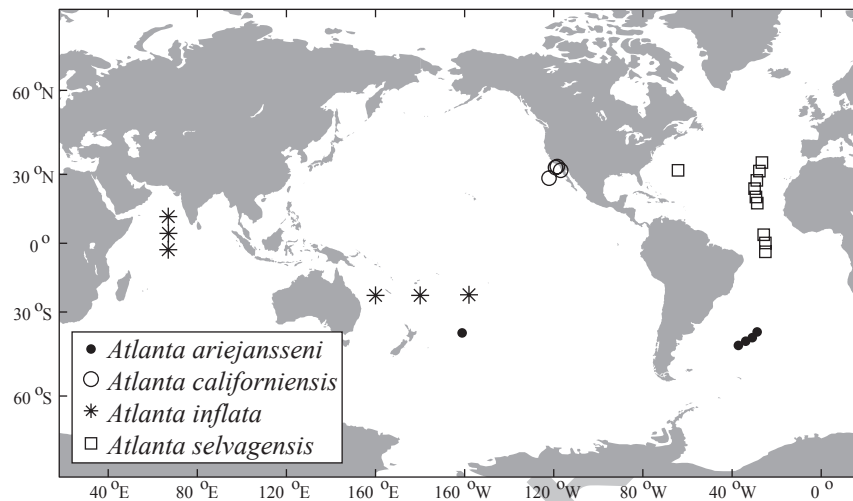 60 °N
30 °N
0 °
30 °S
60 °S
Atlanta ariejansseni
Atlanta californiensis
Atlanta inflata
Atlanta selvagensis
40 °E 80 °E 120 °E 160 °E 160 °W 120 °W 80 °W 40 °W 0 °